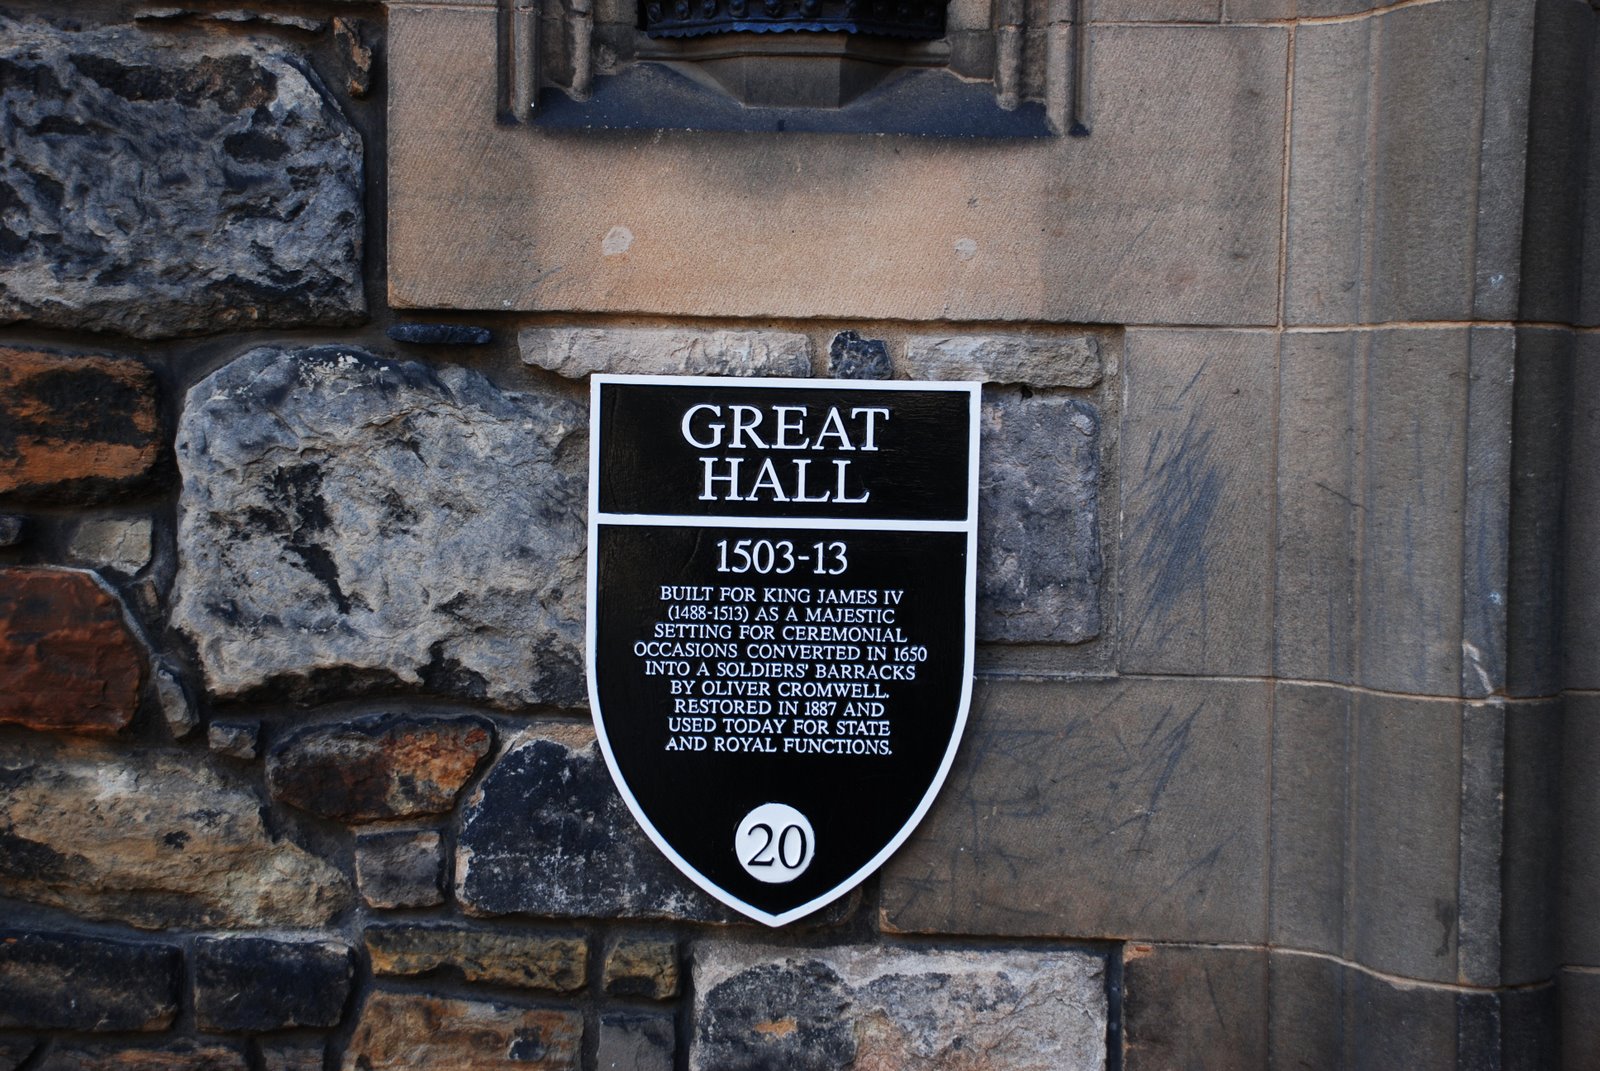 GREAT
HALL
1503-13
BUILT FOR KING JAMES IV
(1488-1513) AS A MAJESTIC
SETTING FOR CEREMONIAL
OCCASIONS CONVERTED IN 1650
INTO A SOLDIERS' BARRACKS
BY OLIVER CROMWELL.
RESTORED IN 1887 AND
USED TODAY FOR STATE
AND ROYAL FUNCTIONS.
20